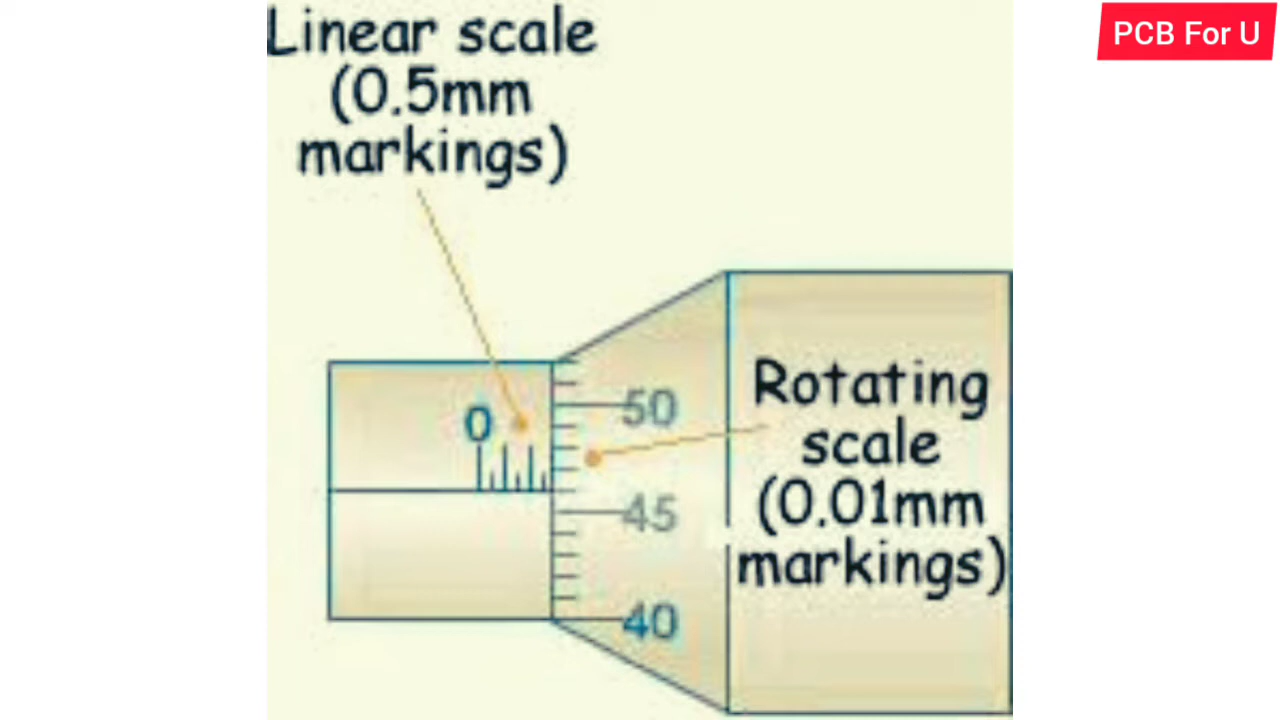 Linear scale
(0.5mm
markings)
PCB For U
0
50
45
40
Rotating
scale
(0.01mm
markings)